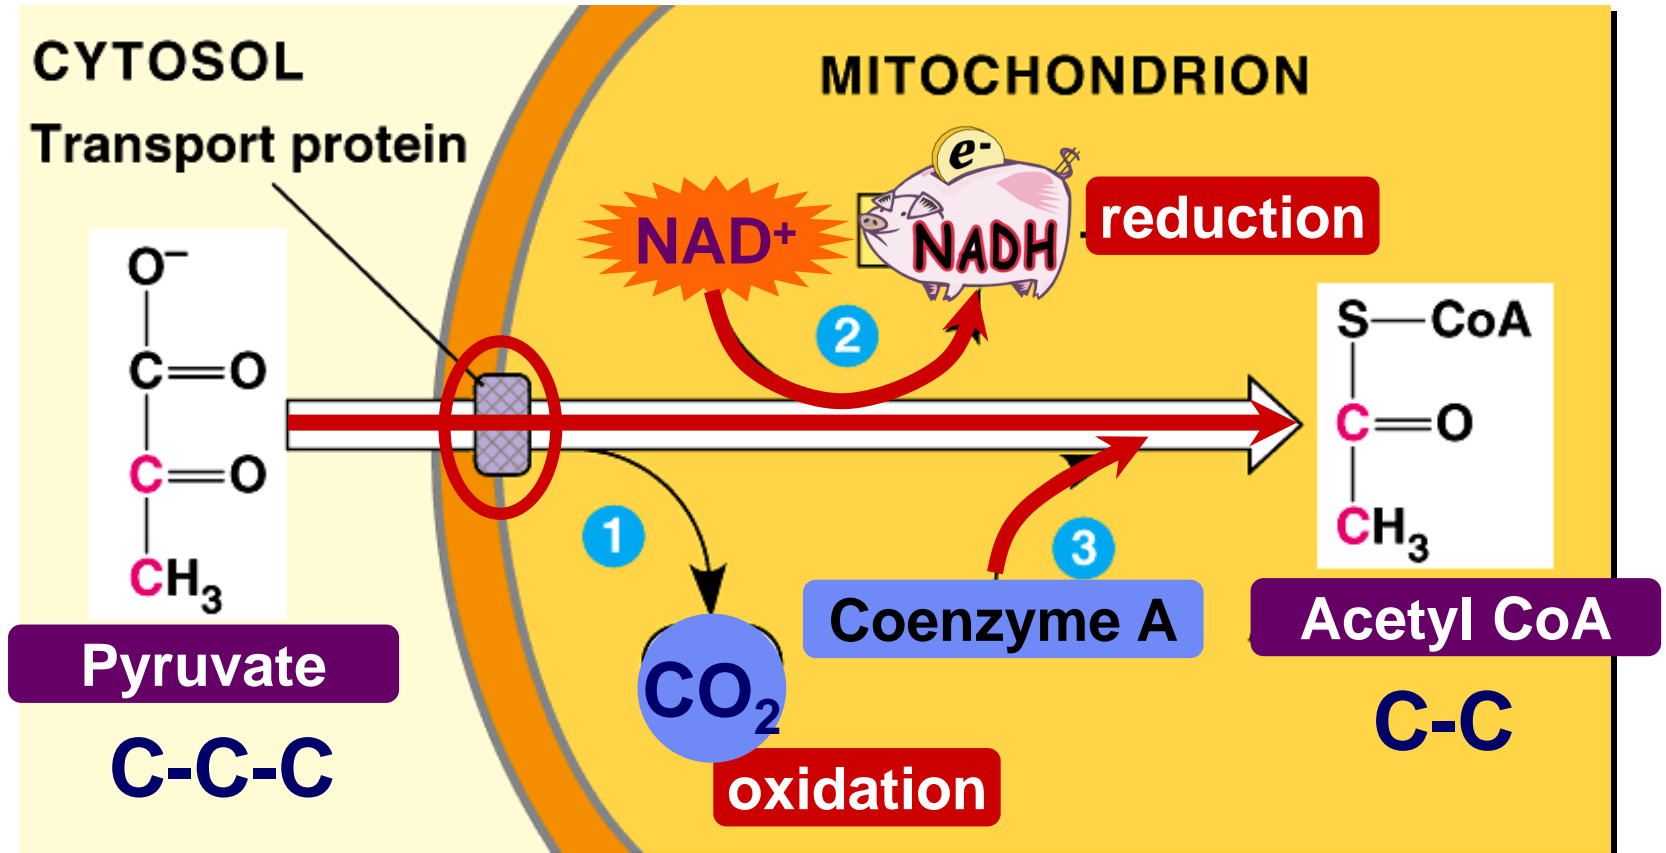 CYTOSOL
MITOCHONDRION
Transport protein
e-
NAD+
NADH
reduction
O−
C=O
C=O
CH3
Pyruvate
C-C-C
1
2
3
CO2
oxidation
Coenzyme A
S—CoA
C=O
CH3
Acetyl CoA
C-C